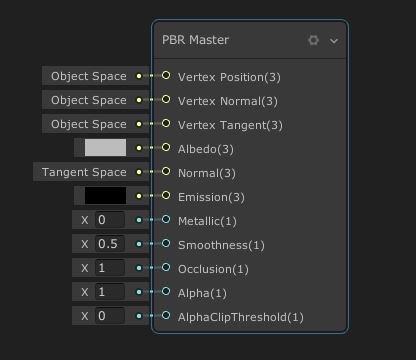 PBR Master
Object Space Vertex Position(3)
Object Space Vertex Normal(3)
Object Space Vertex Tangent(3)
Albedo(3)
Tangent Space Normal(3)
Emission(3)
X 0 Metallic(1)
X 0.5 Smoothness(1)
X 1 Occlusion(1)
X 1 Alpha(1)
X 0 AlphaClipThreshold(1)